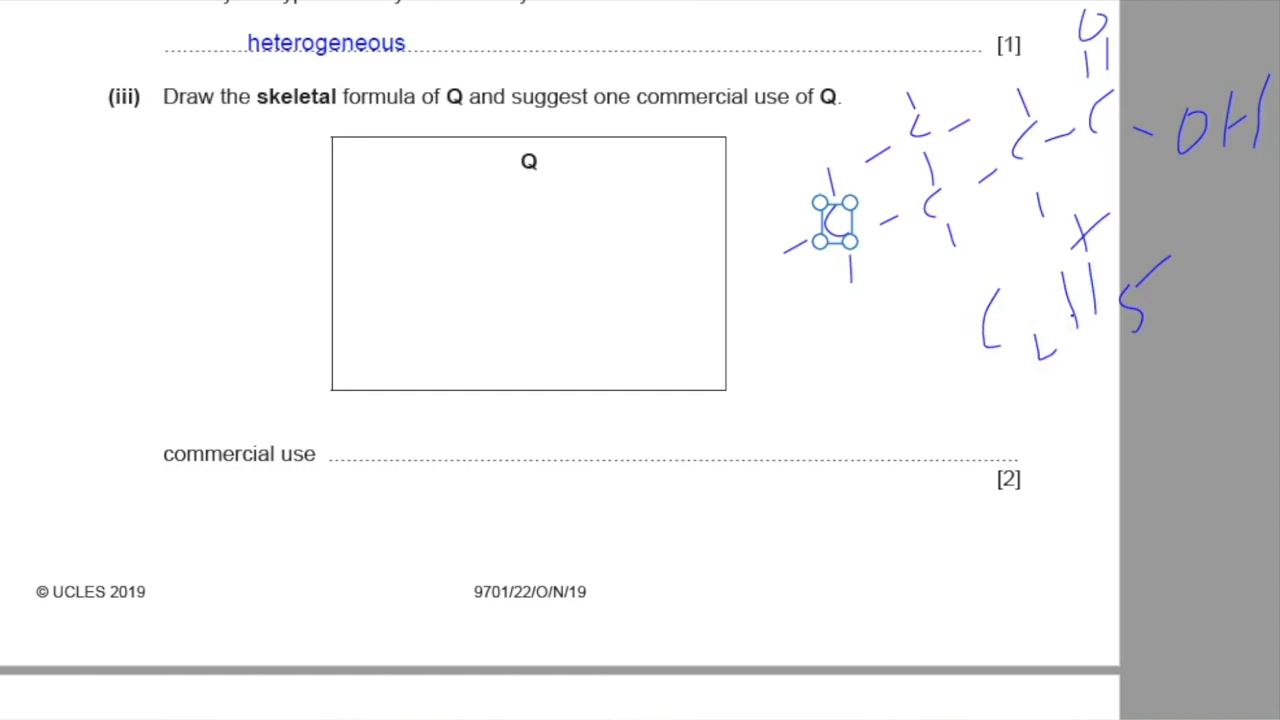 heterogeneous [1]
(iii) Draw the skeletal formula of Q and suggest one commercial use of Q.
Q
O
C C C - OH
C C
X
C2H5
commercial use
[2]
© UCLES 2019 9701/22/O/N/19